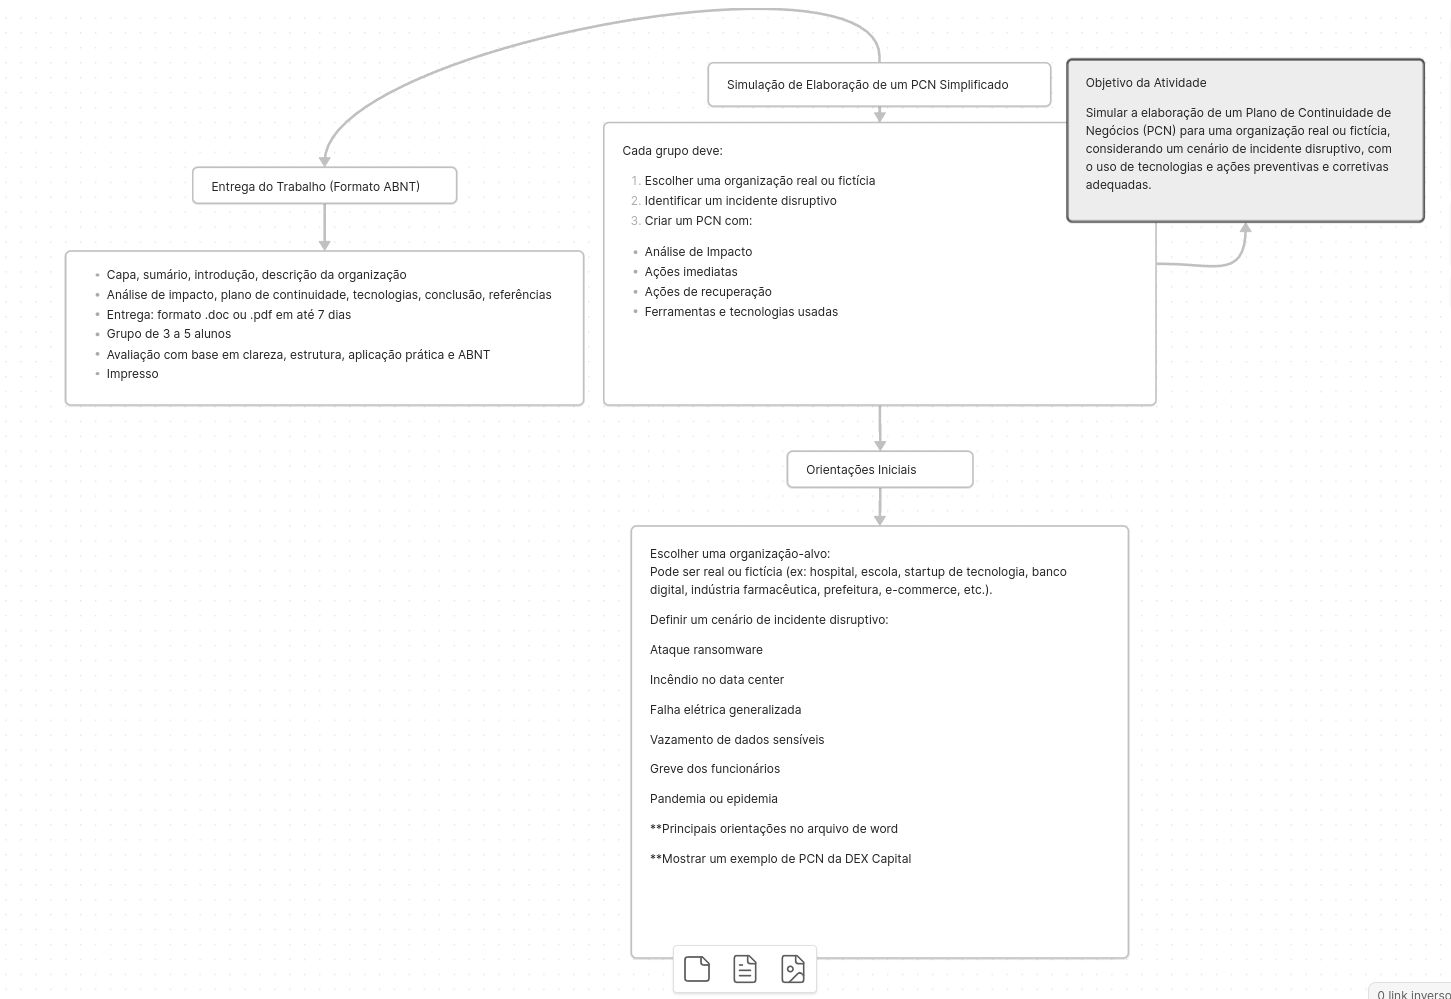 Simulação de Elaboração de um PCN Simplificado
Objetivo da Atividade
Simular a elaboração de um Plano de Continuidade de
Negócios (PCN) para uma organização real ou fictícia,
considerando um cenário de incidente disruptivo, com
o uso de tecnologias e ações preventivas e corretivas
adequadas.
Cada grupo deve:
1. Escolher uma organização real ou fictícia
2. Identificar um incidente disruptivo
3. Criar um PCN com:
• Análise de Impacto
• Ações imediatas
• Ações de recuperação
• Ferramentas e tecnologias usadas
Entrega do Trabalho (Formato ABNT)
• Capa, sumário, introdução, descrição da organização
• Análise de impacto, plano de continuidade, tecnologias, conclusão, referências
• Entrega: formato .doc ou .pdf em até 7 dias
• Grupo de 3 a 5 alunos
• Avaliação com base em clareza, estrutura, aplicação prática e ABNT
• Impresso
Orientações Iniciais
Escolher uma organização-alvo:
Pode ser real ou fictícia (ex: hospital, escola, startup de tecnologia, banco
digital, indústria farmacêutica, prefeitura, e-commerce, etc.).
Definir um cenário de incidente disruptivo:
Ataque ransomware
Incêndio no data center
Falha elétrica generalizada
Vazamento de dados sensíveis
Greve dos funcionários
Pandemia ou epidemia
**Principais orientações no arquivo de word
**Mostrar um exemplo de PCN da DEX Capital
0 link inverso